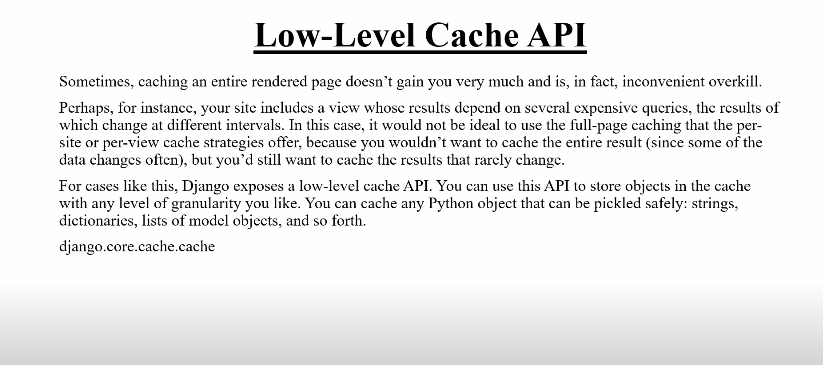 Low-Level Cache API
Sometimes, caching an entire rendered page doesn't gain you very much and is, in fact, inconvenient overkill.
Perhaps, for instance, your site includes a view whose results depend on several expensive queries, the results of
which change at different intervals. In this case, it would not be ideal to use the full-page caching that the per-
site or per-view cache strategies offer, because you wouldn't want to cache the entire result (since some of the
data changes often), but you'd still want to cache the results that rarely change.
For cases like this, Django exposes a low-level cache API. You can use this API to store objects in the cache
with any level of granularity you like. You can cache any Python object that can be pickled safely: strings,
dictionaries, lists of model objects, and so forth.
django.core.cache.cache